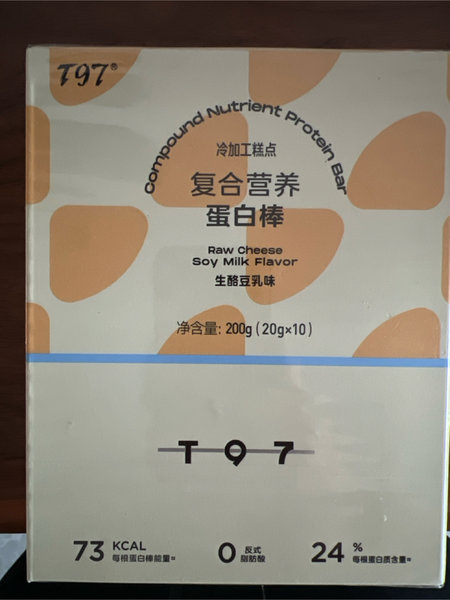 T97®
Compound Nutrient Protein Bar
冷加工糕点
复合营养
蛋白棒
Raw Cheese
Soy Milk Flavor
生酪豆乳味
净含量: 200g (20g×10)
T 9 7
73 KCAL
每根蛋白棒能量≈
0 反式
脂肪酸
24 %
每根蛋白质含量≈